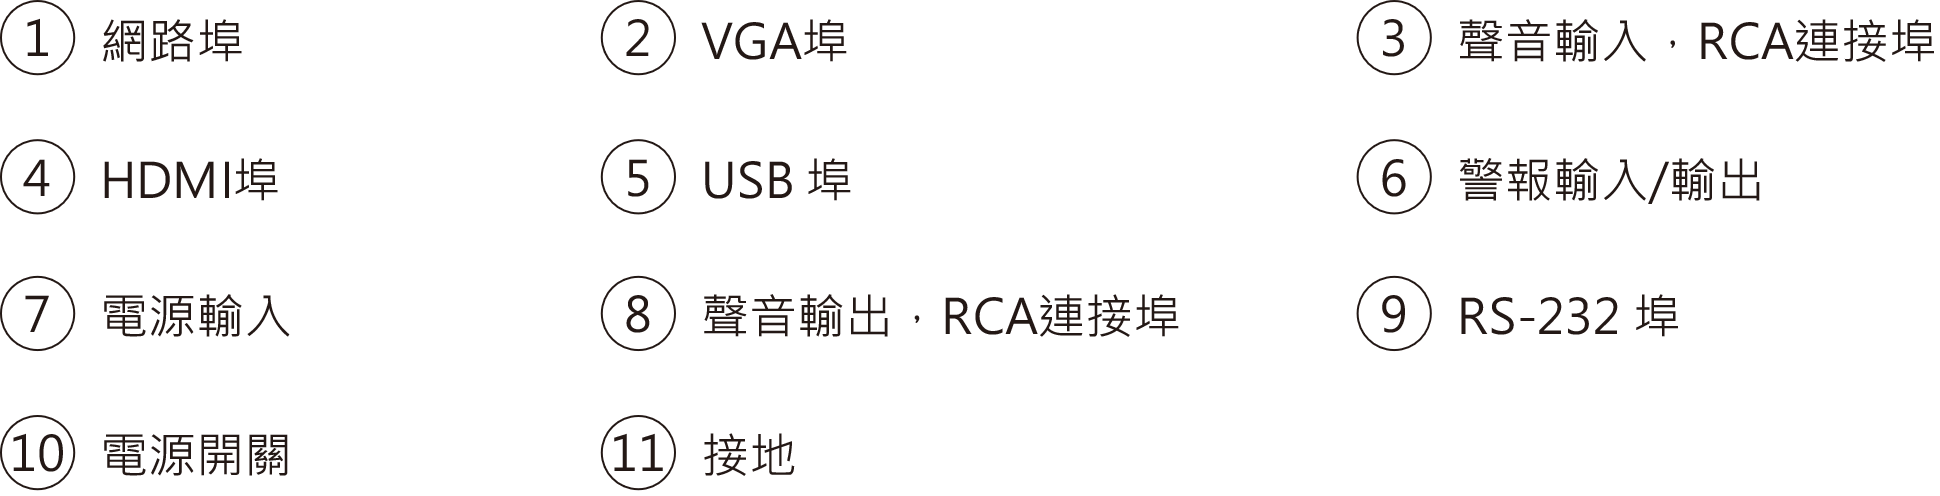 ① 網路埠 ② VGA埠 ③ 聲音輸入，RCA連接埠
④ HDMI埠 ⑤ USB 埠 ⑥ 警報輸入/輸出
⑦ 電源輸入 ⑧ 聲音輸出，RCA連接埠 ⑨ RS-232 埠
⑩ 電源開關 ⑪ 接地